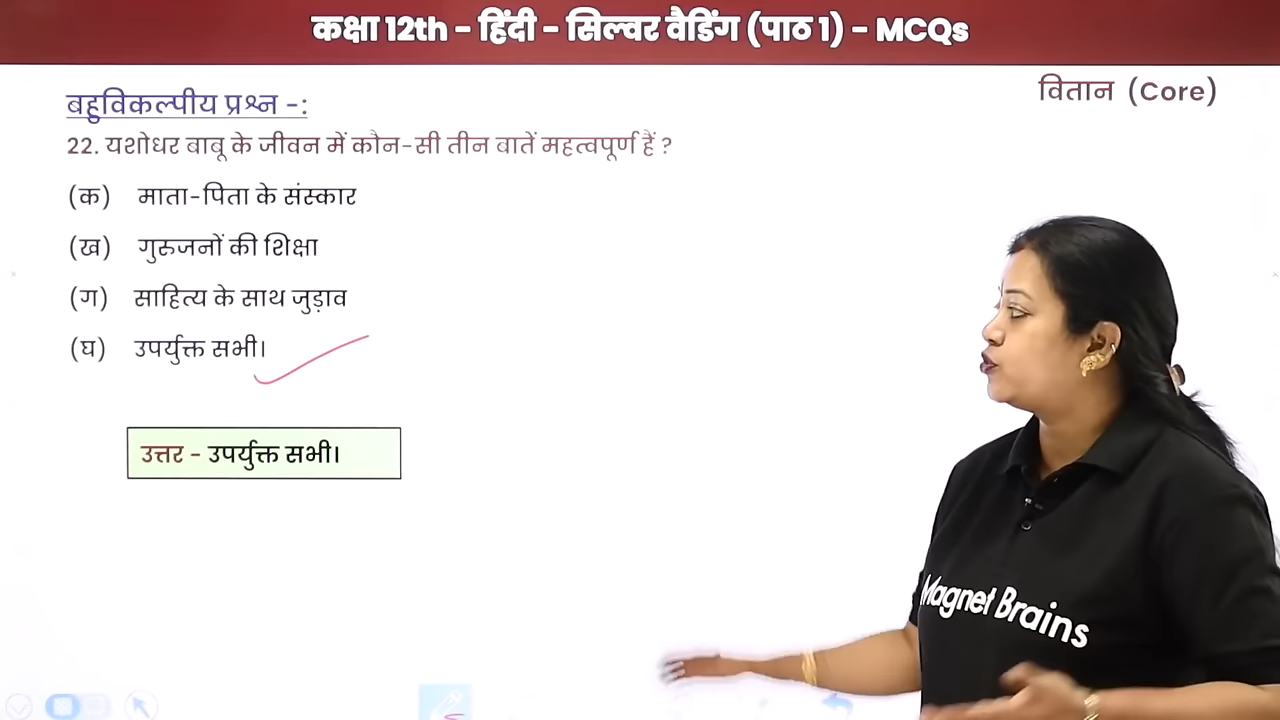 कक्षा 12th - हिंदी - सिल्वर वैडिंग (पाठ 1) - MCQs
वितान (Core)
बहुविकल्पीय प्रश्न -:
22. यशोधर बाबू के जीवन में कौन-सी तीन बातें महत्वपूर्ण हैं ?
(क) माता-पिता के संस्कार
(ख) गुरुजनों की शिक्षा
(ग) साहित्य के साथ जुड़ाव
(घ) उपर्युक्त सभी।
उत्तर - उपर्युक्त सभी।
Magnet Brains